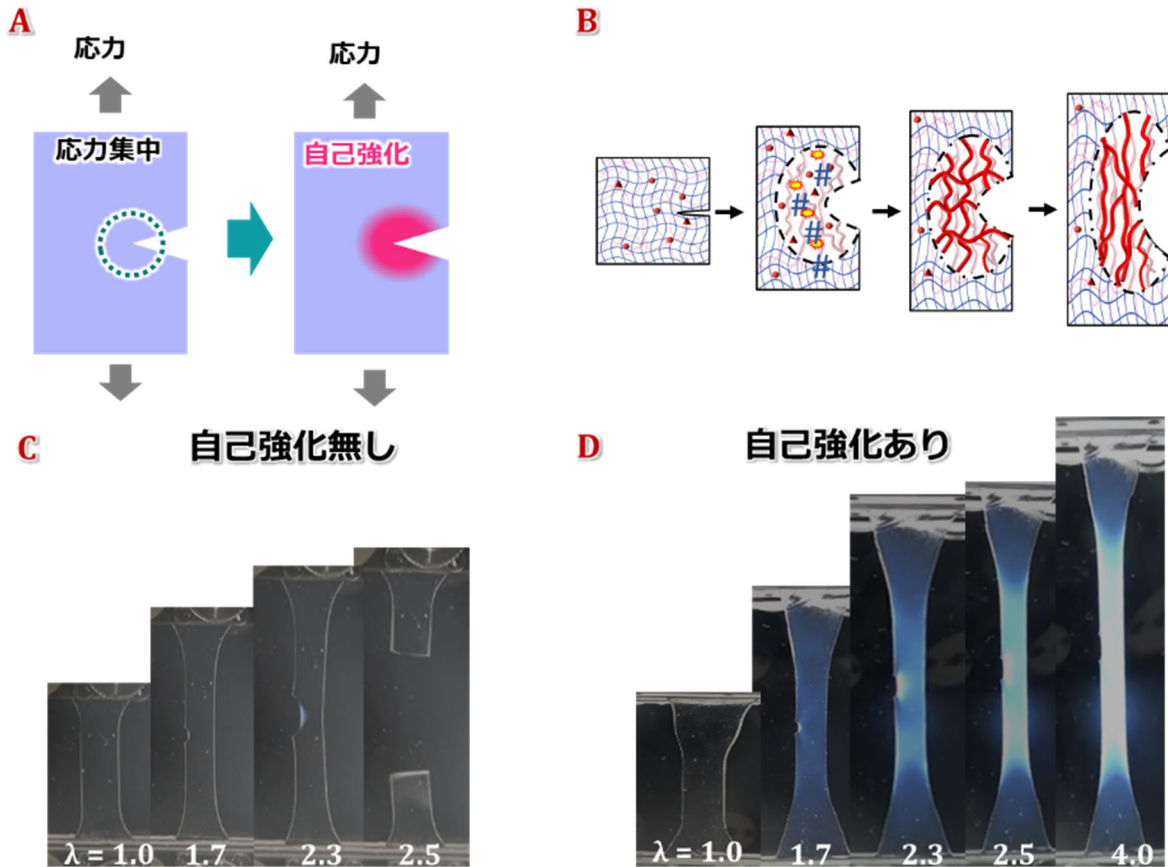 A
応力
応力
応力集中
自己強化
B
#
#
#
#
C
自己強化無し
λ = 1.0
1.7
2.3
2.5
D
自己強化あり
λ = 1.0
1.7
2.3
2.5
4.0